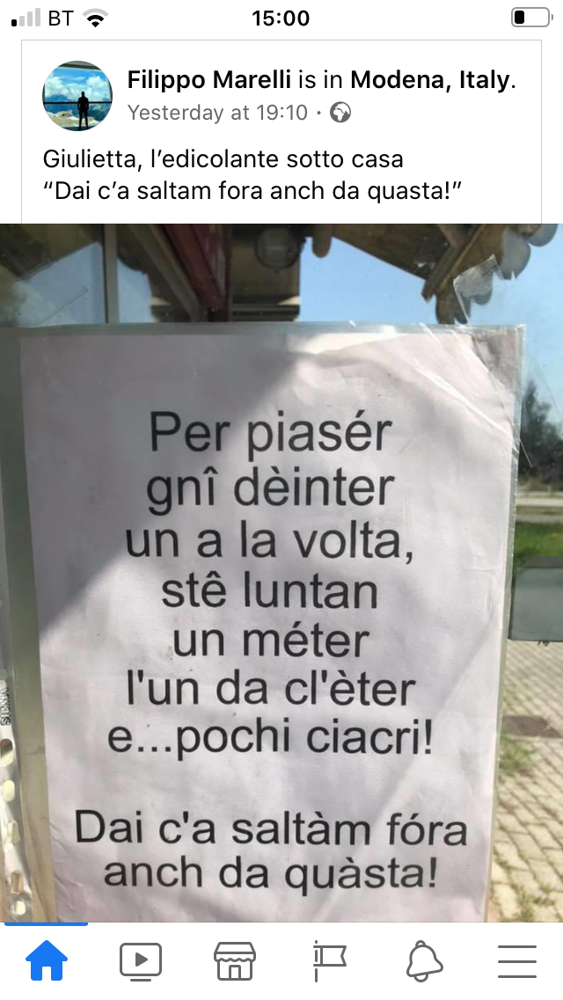 BT
15:00
Filippo Marelli is in Modena, Italy.
Yesterday at 19:10 ·
Giulietta, l’edicolante sotto casa
“Dai c’a saltam fora anch da quasta!”
Per piasér
gnî dèinter
un a la volta,
stê luntan
un méter
l'un da cl'èter
e...pochi ciacri!
Dai c'a saltàm fóra
anch da quàsta!